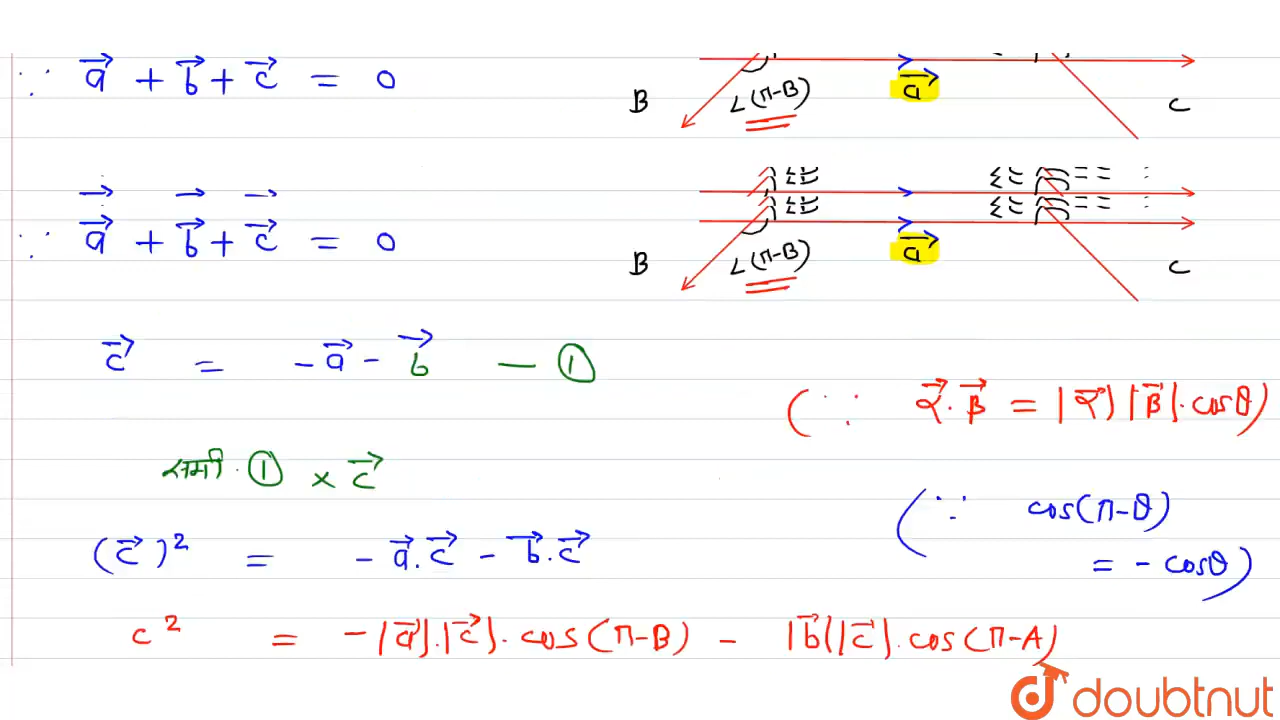 ∵ a⃗ + b⃗ + c⃗ = 0
B ∠(π-B) a⃗ C
∵ a⃗ + b⃗ + c⃗ = 0
B ∠(π-B) a⃗ C
c⃗ = -a⃗ - b⃗ — ①
(∵ α⃗.β⃗ = |α⃗||β⃗|.cosθ)
समी. ① × c⃗
(∵ cos(π-θ)
= -cosθ)
(c⃗)² = -a⃗.c⃗ - b⃗.c⃗
c² = -|a⃗|.|c⃗|.cos(π-B) - |b⃗||c⃗|.cos(π-A)
doubtnut